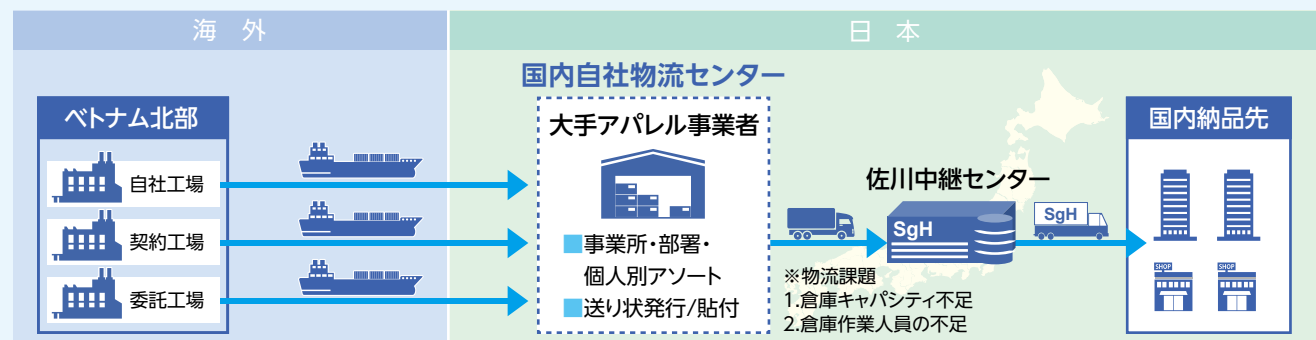 海 外
日 本
ベトナム北部
自社工場
契約工場
委託工場
国内自社物流センター
大手アパレル事業者
■事業所・部署・
個人別アソート
■送り状発行/貼付
佐川中継センター
SgH
SgH
※物流課題
1.倉庫キャパシティ不足
2.倉庫作業人員の不足
国内納品先
SHOP
SHOP